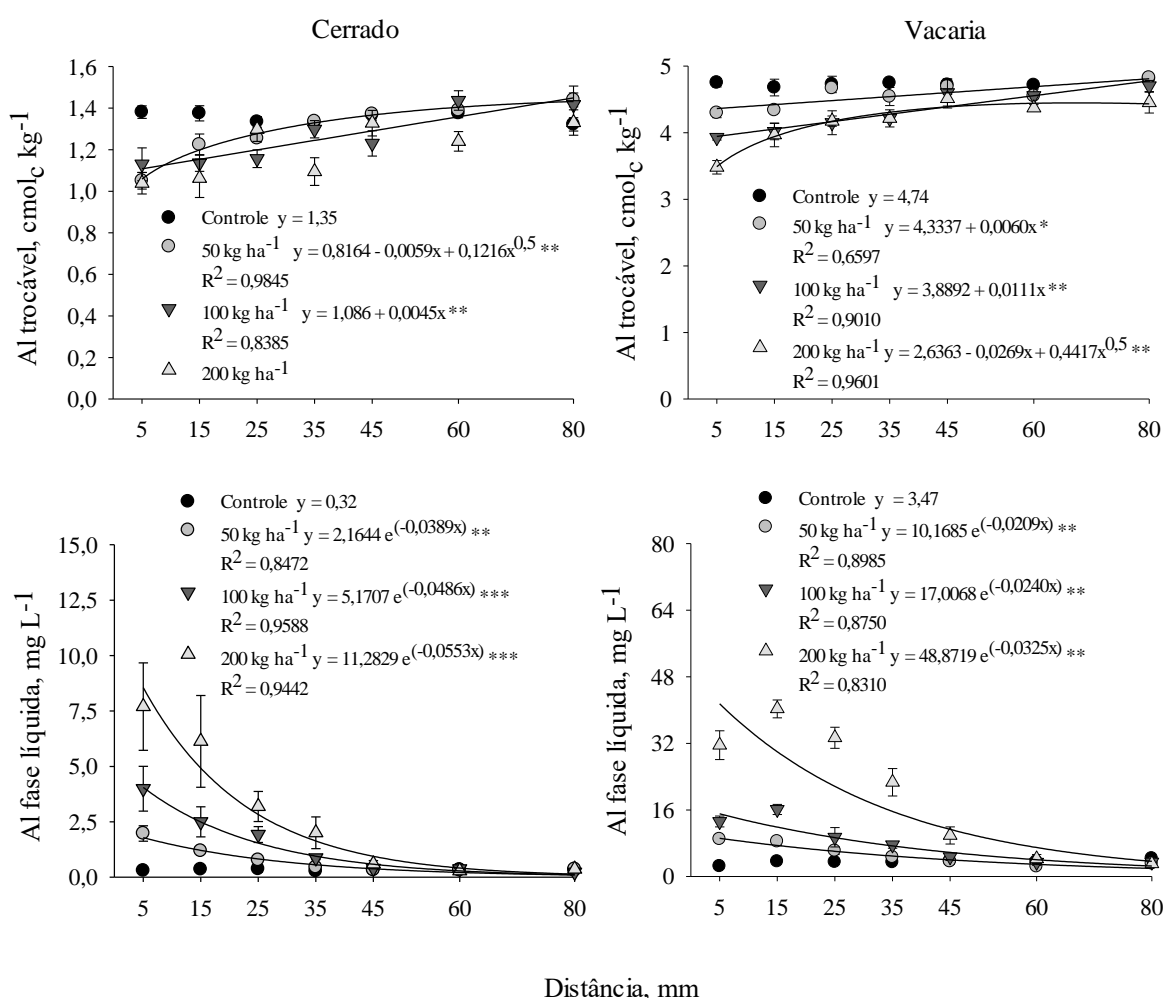 Cerrado
Al trocável, cmolc kg-1
1,6
1,4
1,2
1,0
0,8
0,6
0,4
0,2
0,0
Controle y = 1,35
50 kg ha-1 y = 0,8164 - 0,0059x + 0,1216x0,5 **
R2 = 0,9845
100 kg ha-1 y = 1,086 + 0,0045x **
R2 = 0,8385
200 kg ha-1
5 15 25 35 45 60 80
Vacaria
Al trocável, cmolc kg-1
5
4
3
2
1
0
Controle y = 4,74
50 kg ha-1 y = 4,3337 + 0,0060x *
R2 = 0,6597
100 kg ha-1 y = 3,8892 + 0,0111x **
R2 = 0,9010
200 kg ha-1 y = 2,6363 - 0,0269x + 0,4417x0,5 **
R2 = 0,9601
5 15 25 35 45 60 80
Al fase líquida, mg L-1
15,0
12,5
10,0
7,5
5,0
2,5
0,0
Controle y = 0,32
50 kg ha-1 y = 2,1644 e(-0,0389x) **
R2 = 0,8472
100 kg ha-1 y = 5,1707 e(-0,0486x) ***
R2 = 0,9588
200 kg ha-1 y = 11,2829 e(-0,0553x) ***
R2 = 0,9442
5 15 25 35 45 60 80
Al fase líquida, mg L-1
80
64
48
32
16
0
Controle y = 3,47
50 kg ha-1 y = 10,1685 e(-0,0209x) **
R2 = 0,8985
100 kg ha-1 y = 17,0068 e(-0,0240x) **
R2 = 0,8750
200 kg ha-1 y = 48,8719 e(-0,0325x) **
R2 = 0,8310
5 15 25 35 45 60 80
Distância, mm